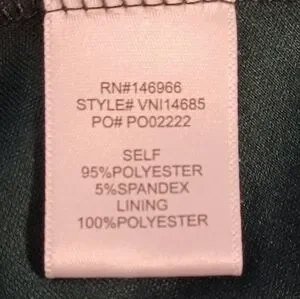 RN#146966
STYLE# VNI14685
PO# PO02222
SELF
95%POLYESTER
5%SPANDEX
LINING
100%POLYESTER